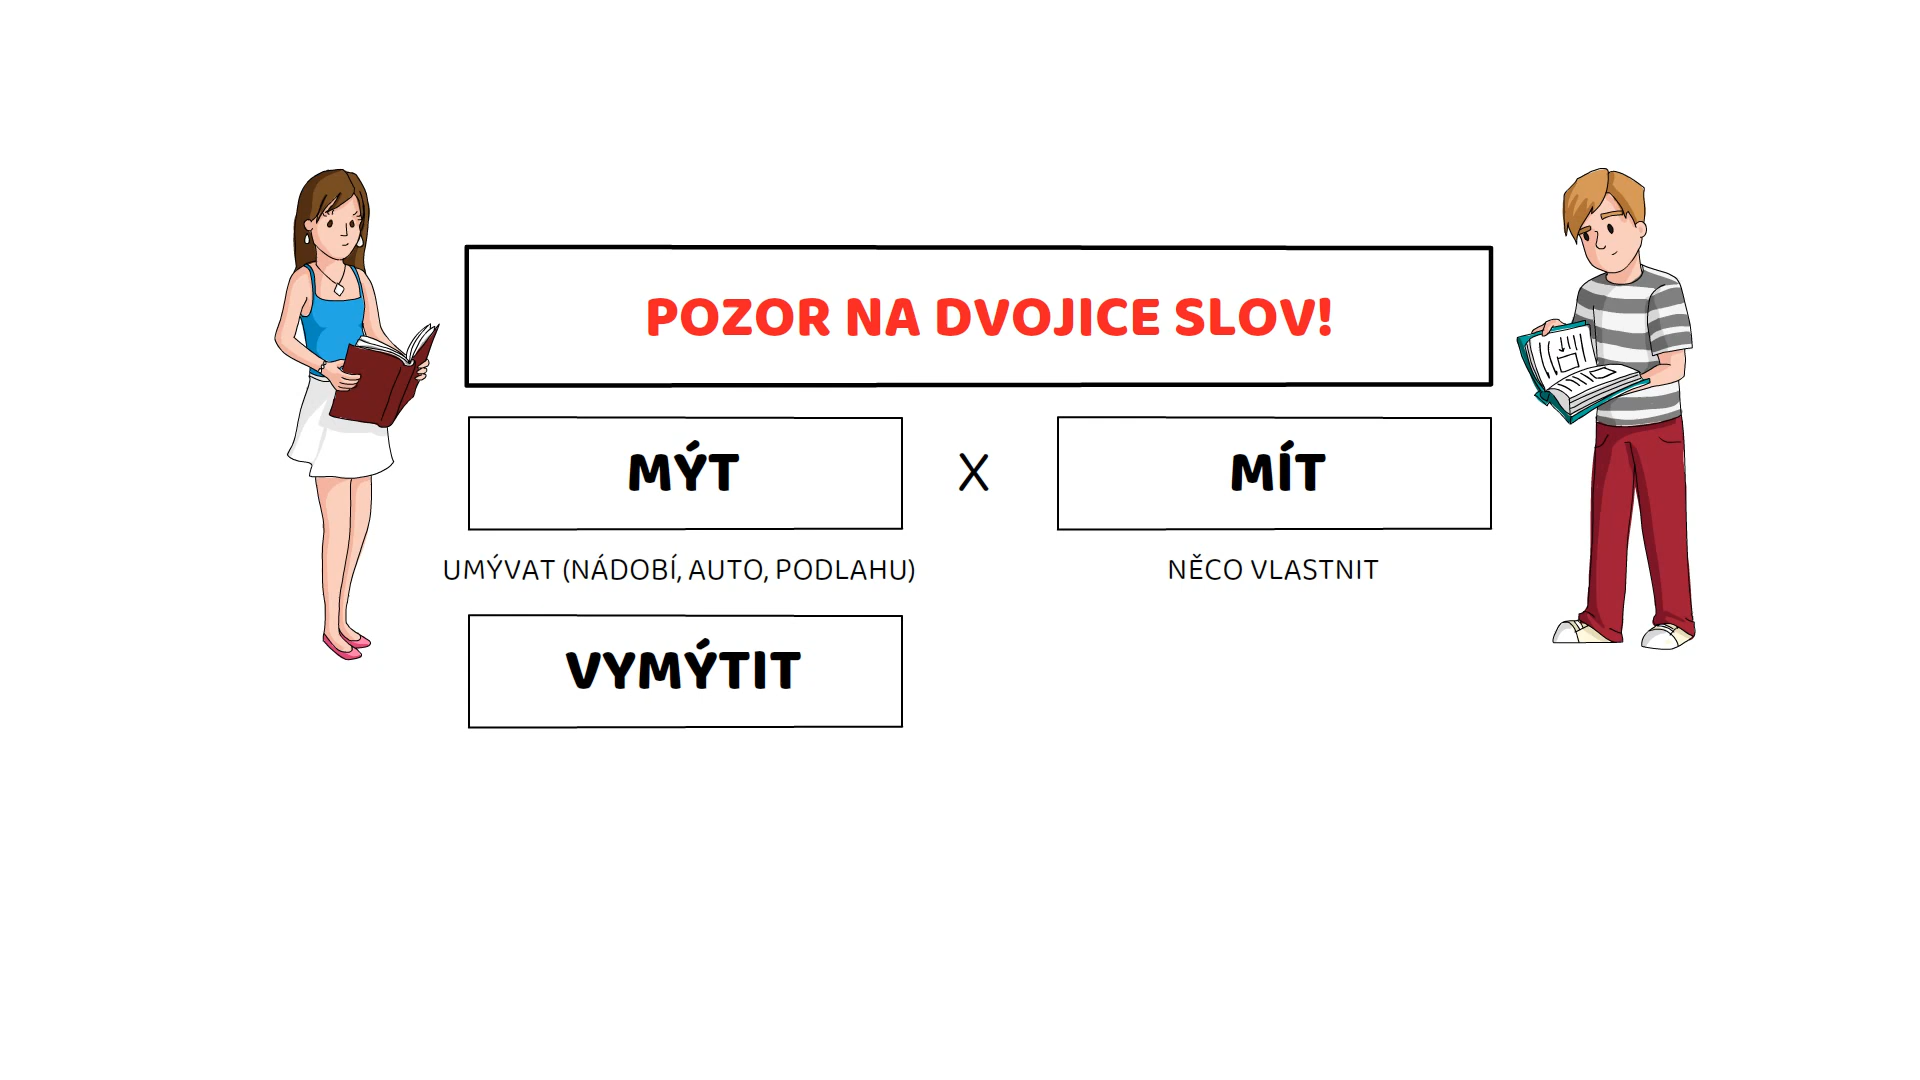 POZOR NA DVOJICE SLOV!
MÝT X MÍT
UMÝVAT (NÁDOBÍ, AUTO, PODLAHU) NĚCO VLASTNIT
VYMÝTIT